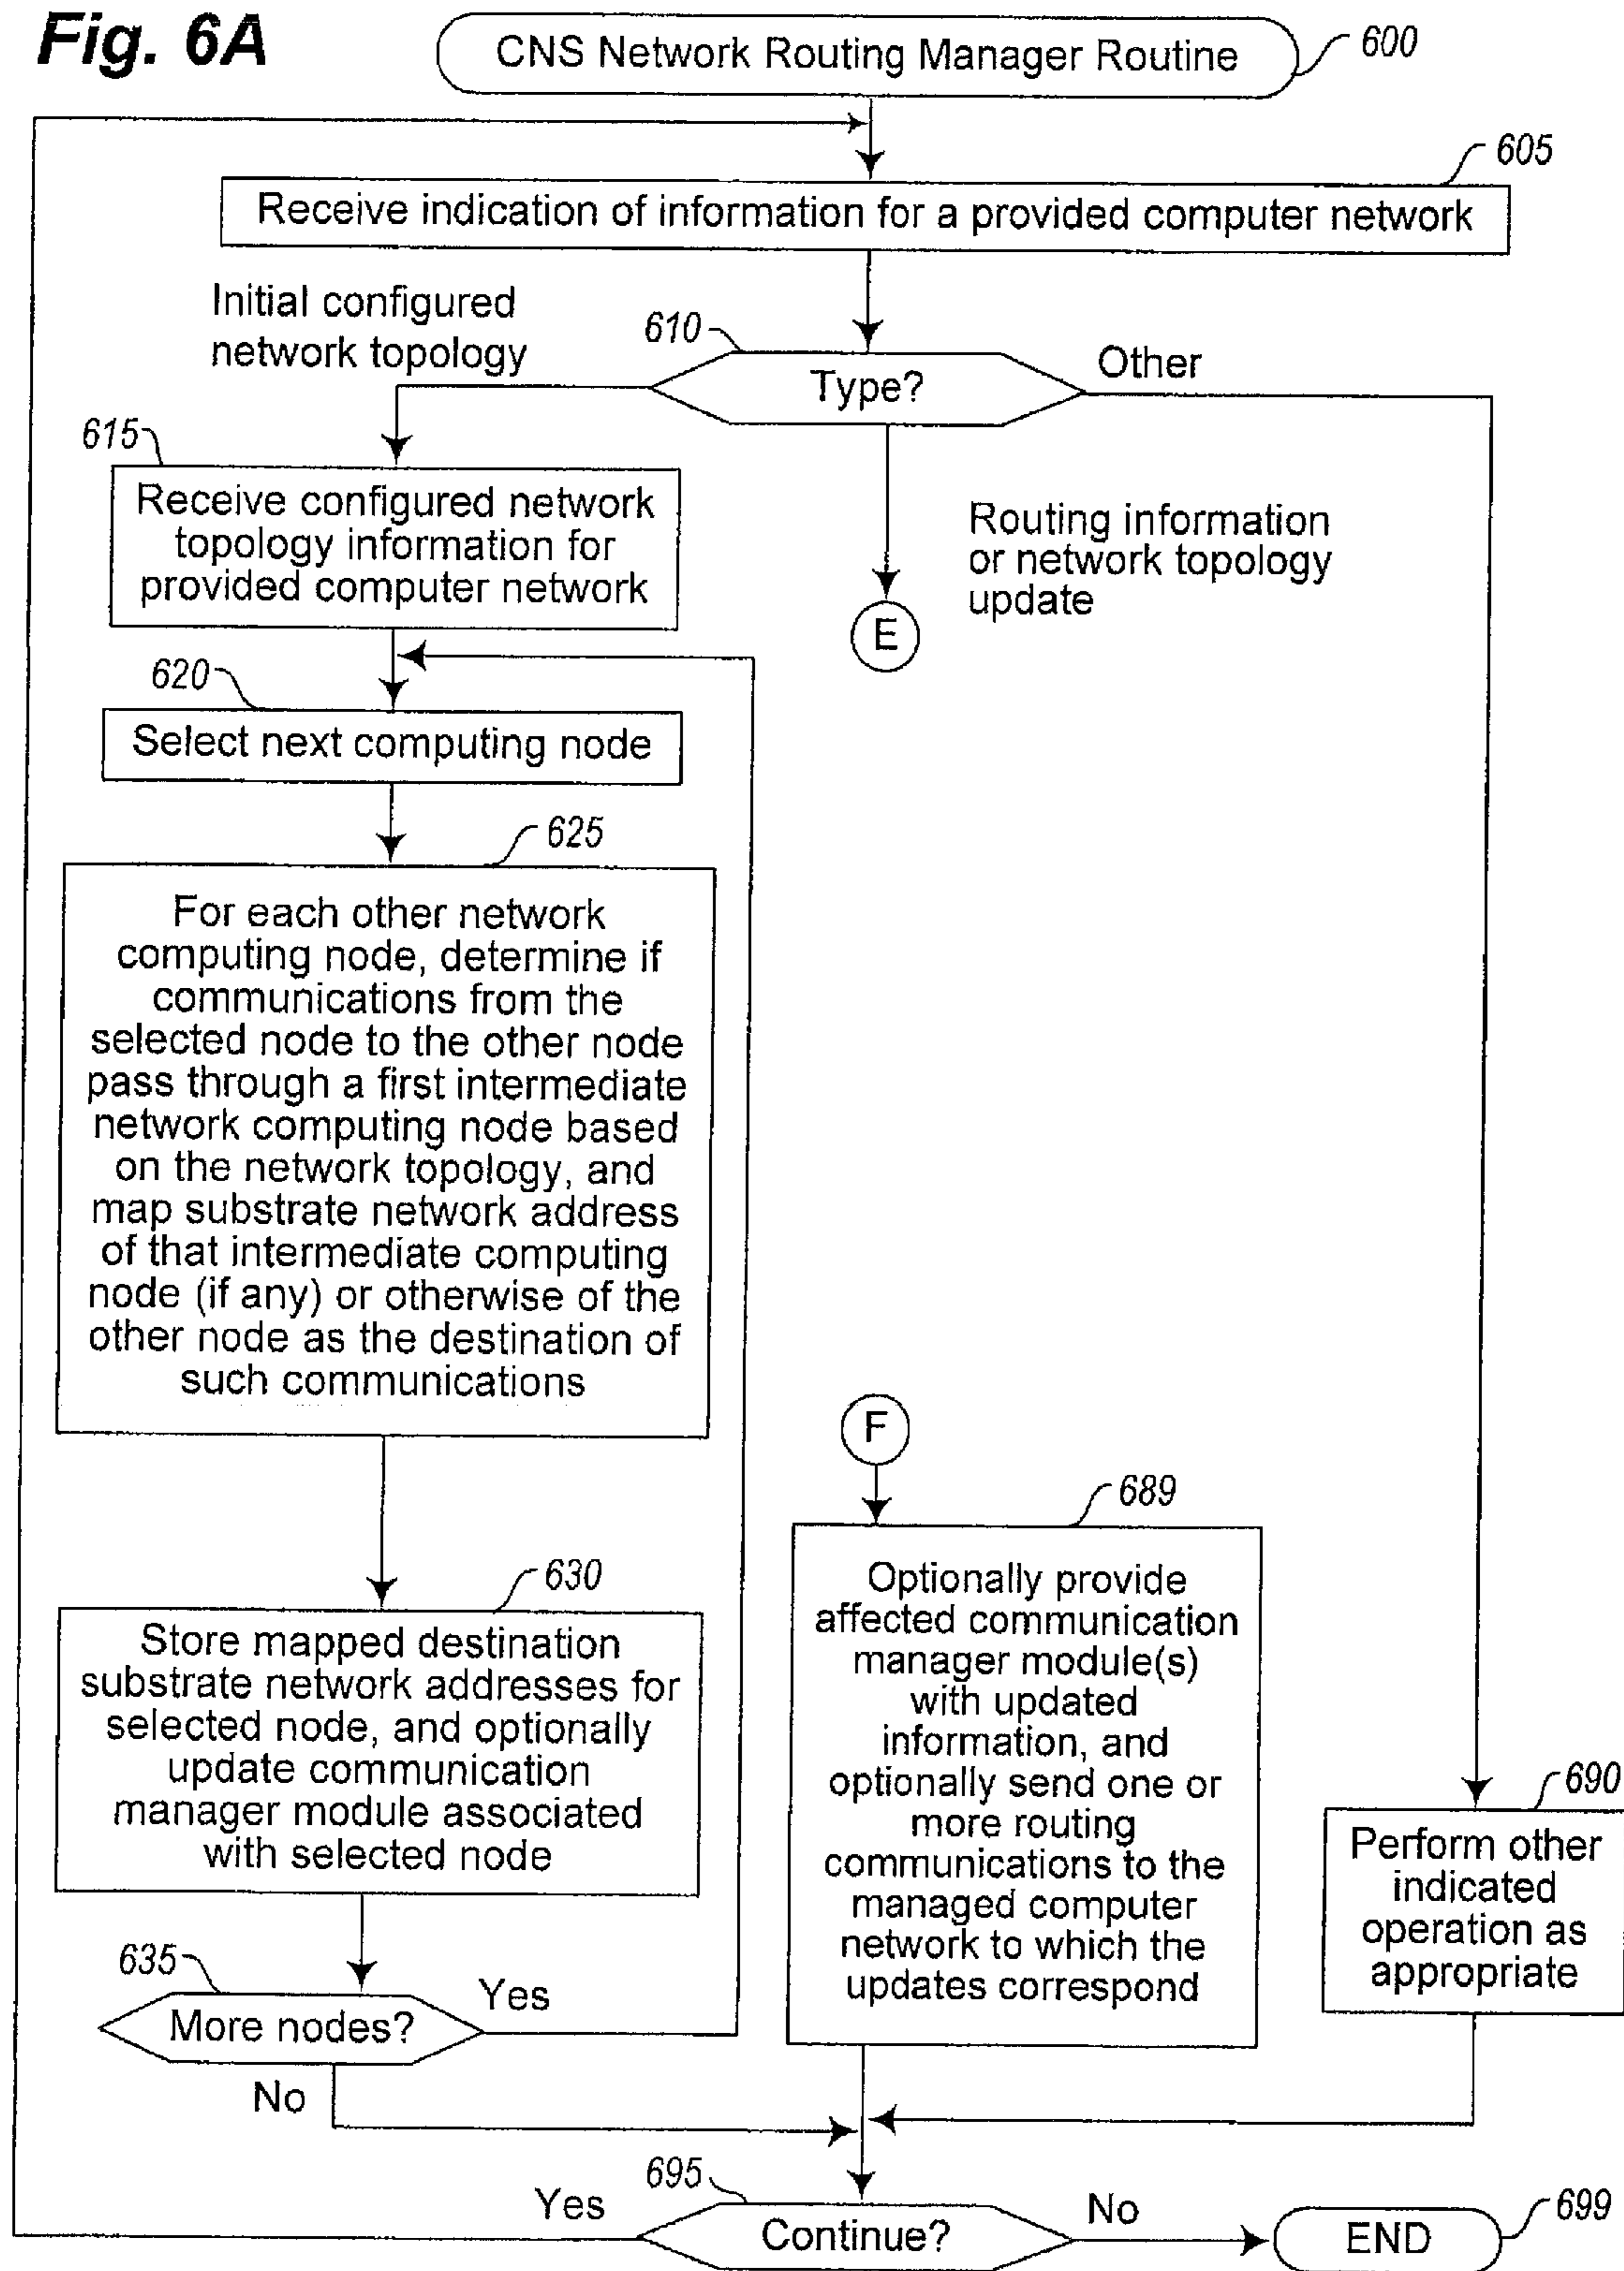 Fig. 6A
CNS Network Routing Manager Routine
600
605
Receive indication of information for a provided computer network
Initial configured
network topology
610
Type?
Other
615
Receive configured network
topology information for
provided computer network
Routing information
or network topology
update
E
620
Select next computing node
625
For each other network
computing node, determine if
communications from the
selected node to the other node
pass through a first intermediate
network computing node based
on the network topology, and
map substrate network address
of that intermediate computing
node (if any) or otherwise of the
other node as the destination of
such communications
F
689
Optionally provide
affected communication
manager module(s)
with updated
information, and
optionally send one or
more routing
communications to the
managed computer
network to which the
updates correspond
630
Store mapped destination
substrate network addresses for
selected node, and optionally
update communication
manager module associated
with selected node
690
Perform other
indicated
operation as
appropriate
635
More nodes?
Yes
No
695
Yes
Continue?
No
END
699